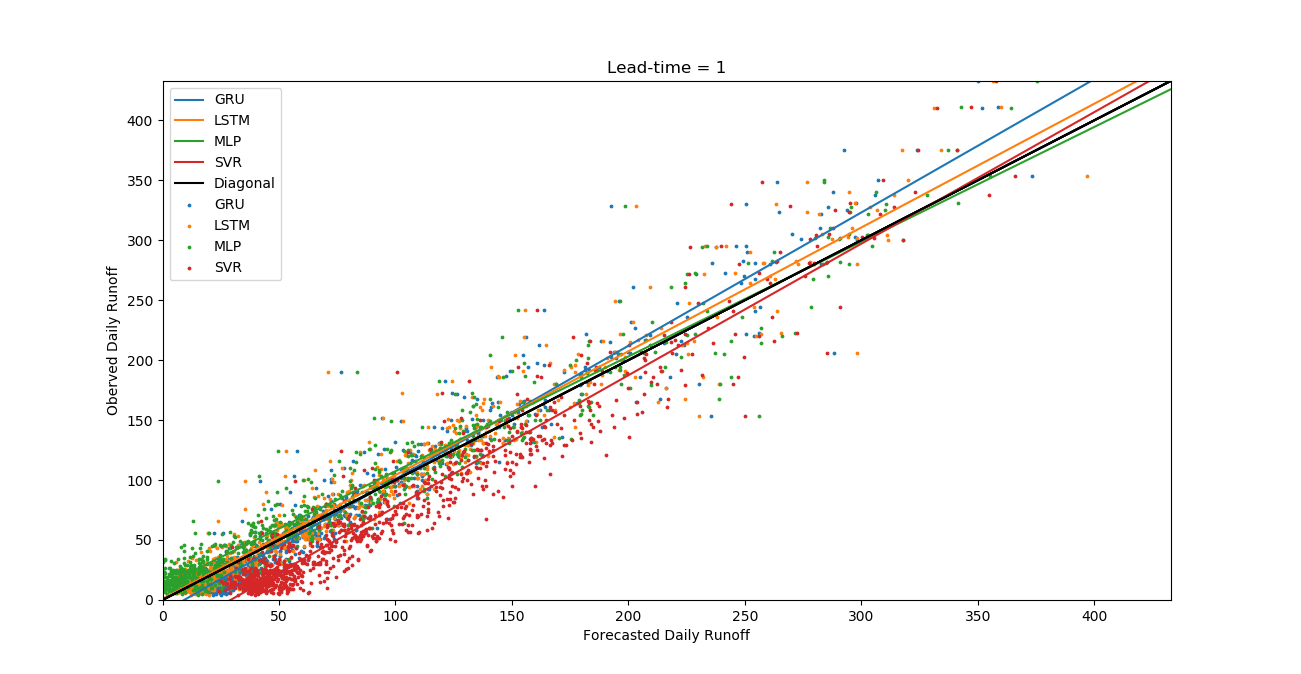 Lead-time = 1
GRU
LSTM
MLP
SVR
Diagonal
GRU
LSTM
MLP
SVR
400
350
300
250
200
150
100
50
0
Oberved Daily Runoff
0 50 100 150 200 250 300 350 400
Forecasted Daily Runoff